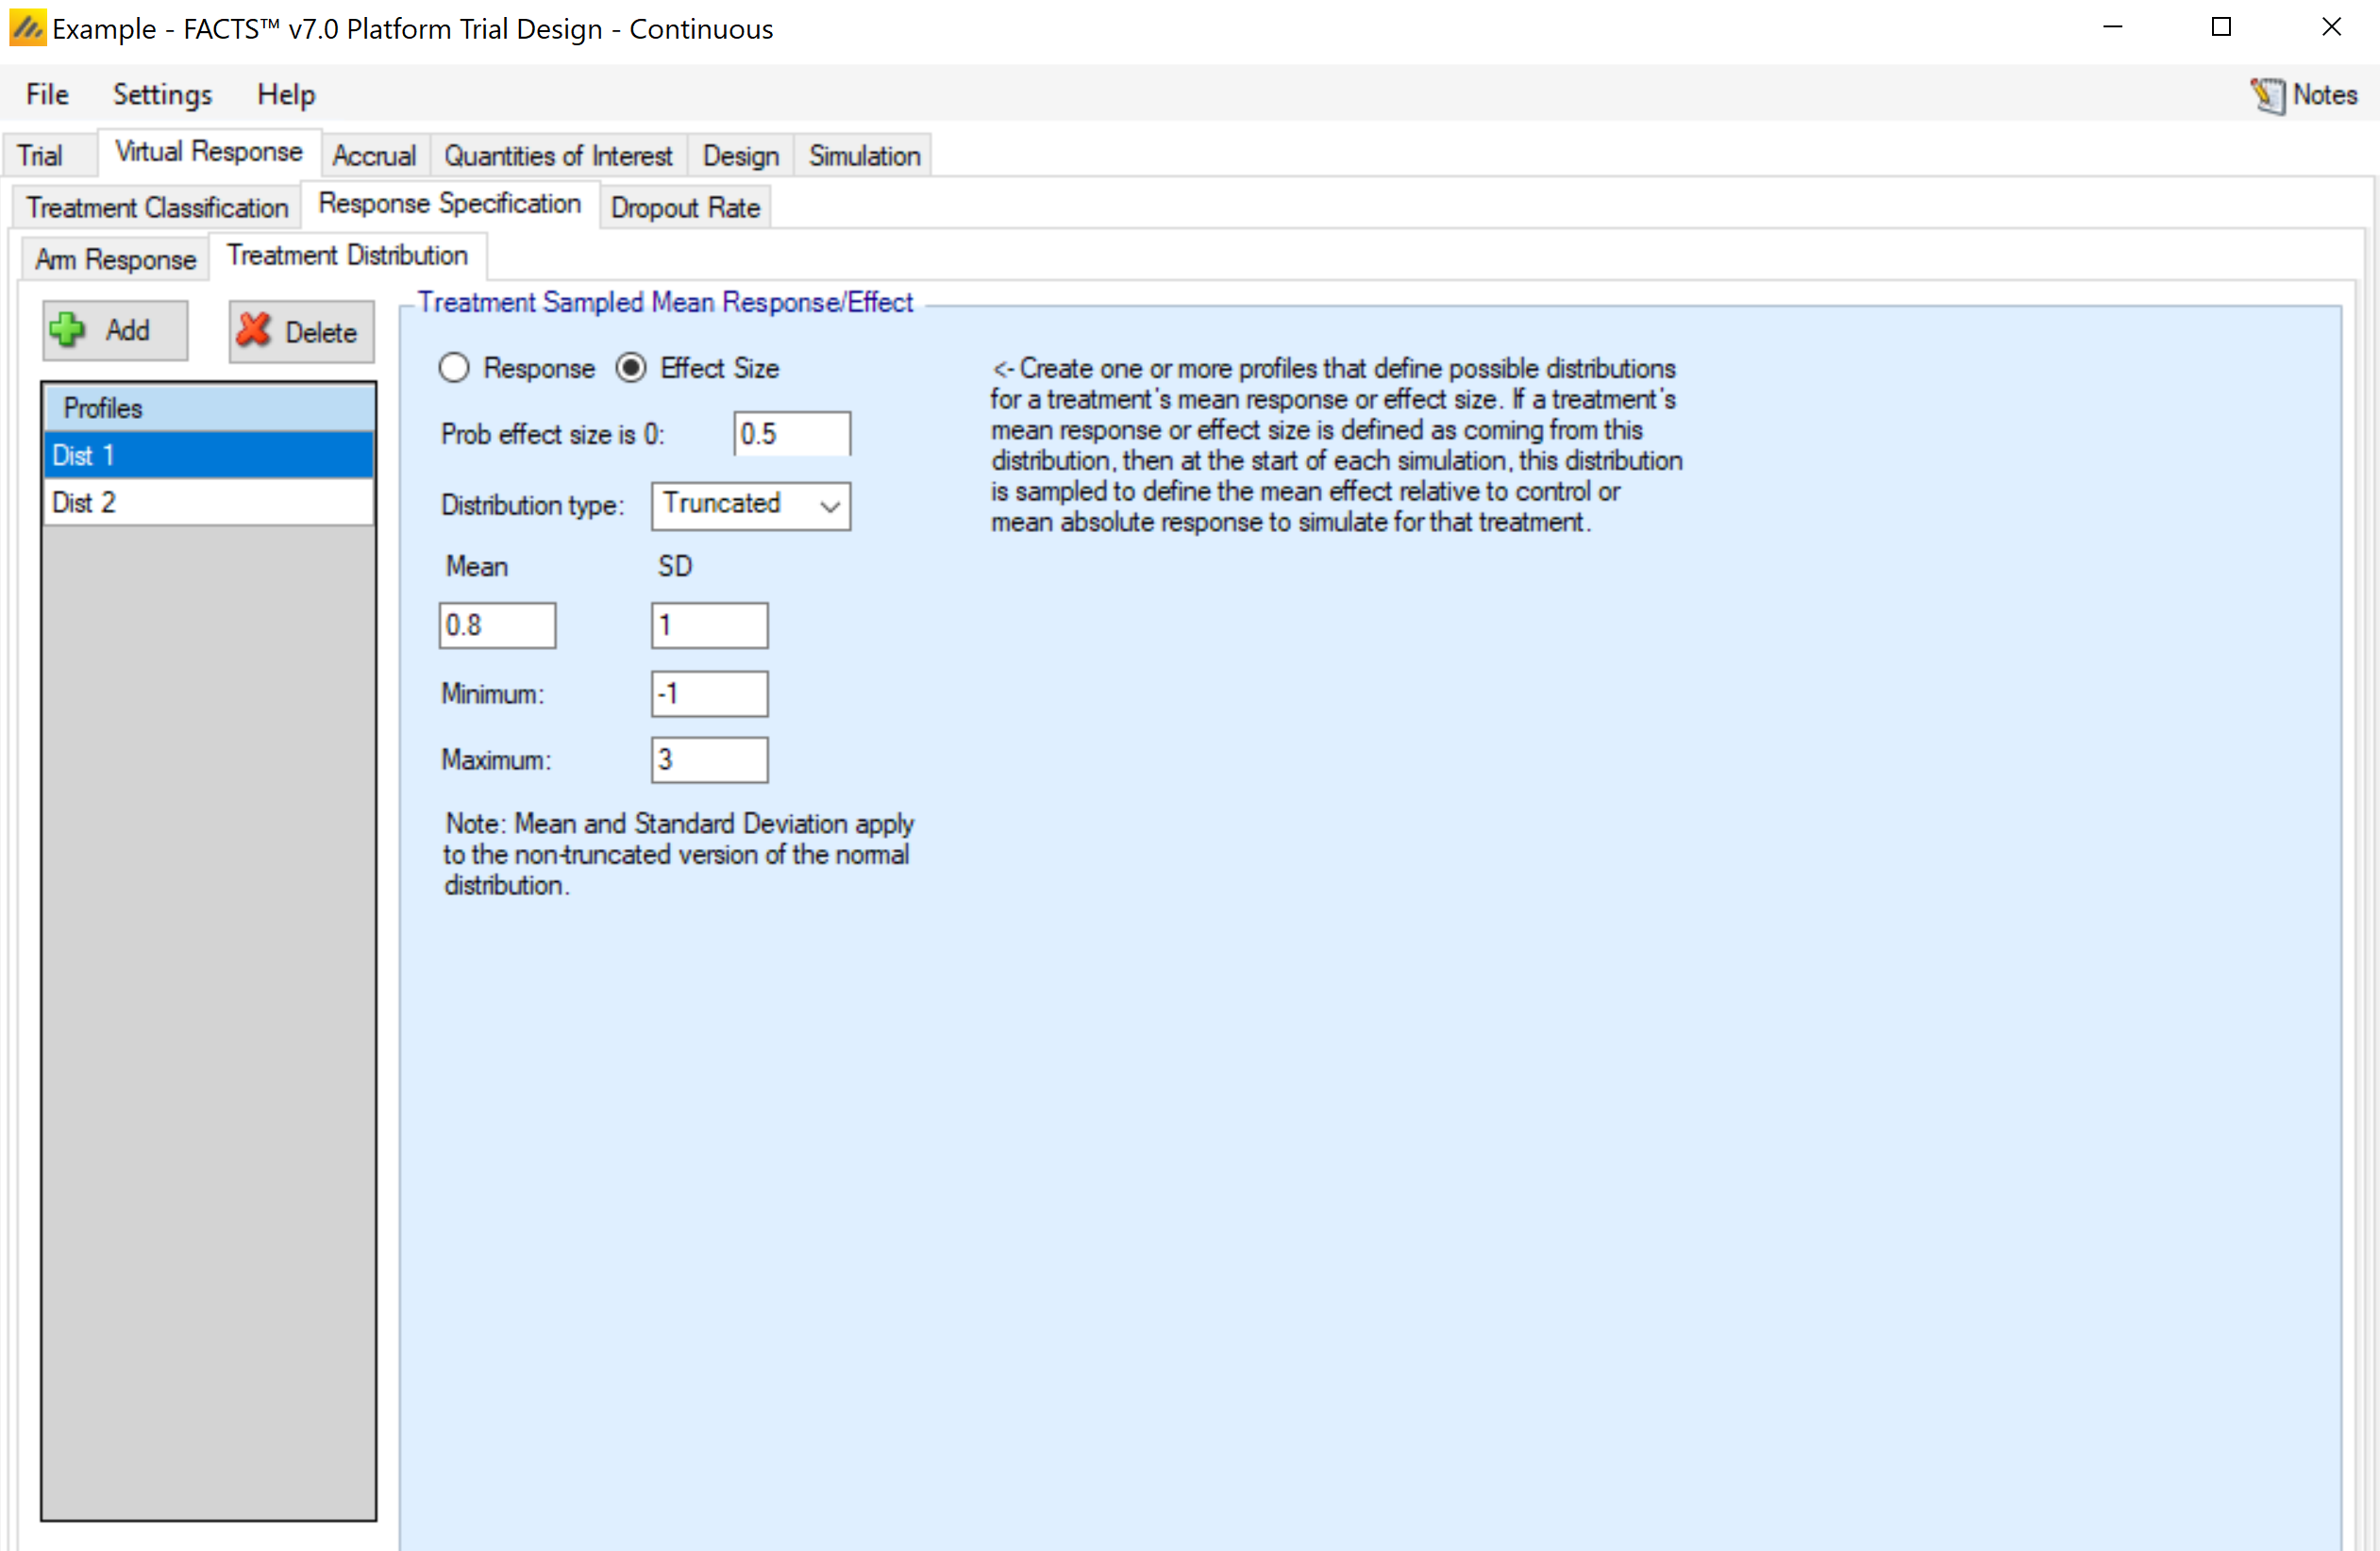 Example - FACTS™ v7.0 Platform Trial Design - Continuous
File Settings Help Notes
Trial Virtual Response Accrual Quantities of Interest Design Simulation
Treatment Classification Response Specification Dropout Rate
Arm Response Treatment Distribution
Add Delete
Profiles
Dist 1
Dist 2
Treatment Sampled Mean Response/Effect
Response Effect Size
Prob effect size is 0: 0.5
Distribution type: Truncated
Mean SD
0.8 1
Minimum: -1
Maximum: 3
Note: Mean and Standard Deviation apply
to the non-truncated version of the normal
distribution.
<- Create one or more profiles that define possible distributions
for a treatment's mean response or effect size. If a treatment's
mean response or effect size is defined as coming from this
distribution, then at the start of each simulation, this distribution
is sampled to define the mean effect relative to control or
mean absolute response to simulate for that treatment.